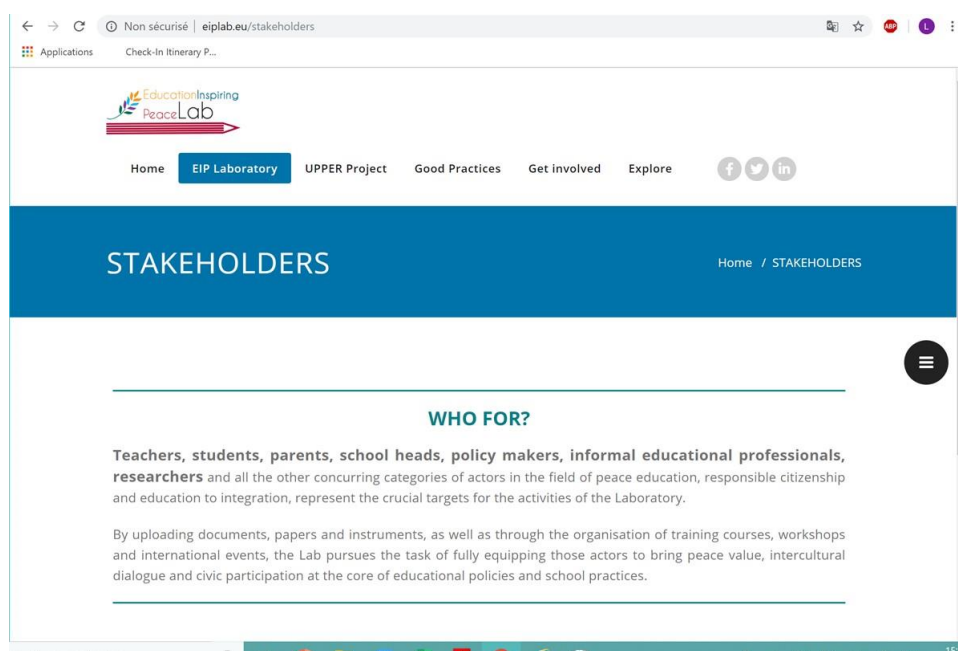 Non sécurisé | eiplab.eu/stakeholders
ABP
L
Applications Check-In Itinerary P...
EducationInspiring
PeaceLab
Home EIP Laboratory UPPER Project Good Practices Get involved Explore
STAKEHOLDERS
Home / STAKEHOLDERS
WHO FOR?
Teachers, students, parents, school heads, policy makers, informal educational professionals,
researchers and all the other concurring categories of actors in the field of peace education, responsible citizenship
and education to integration, represent the crucial targets for the activities of the Laboratory.
By uploading documents, papers and instruments, as well as through the organisation of training courses, workshops
and international events, the Lab pursues the task of fully equipping those actors to bring peace value, intercultural
dialogue and civic participation at the core of educational policies and school practices.